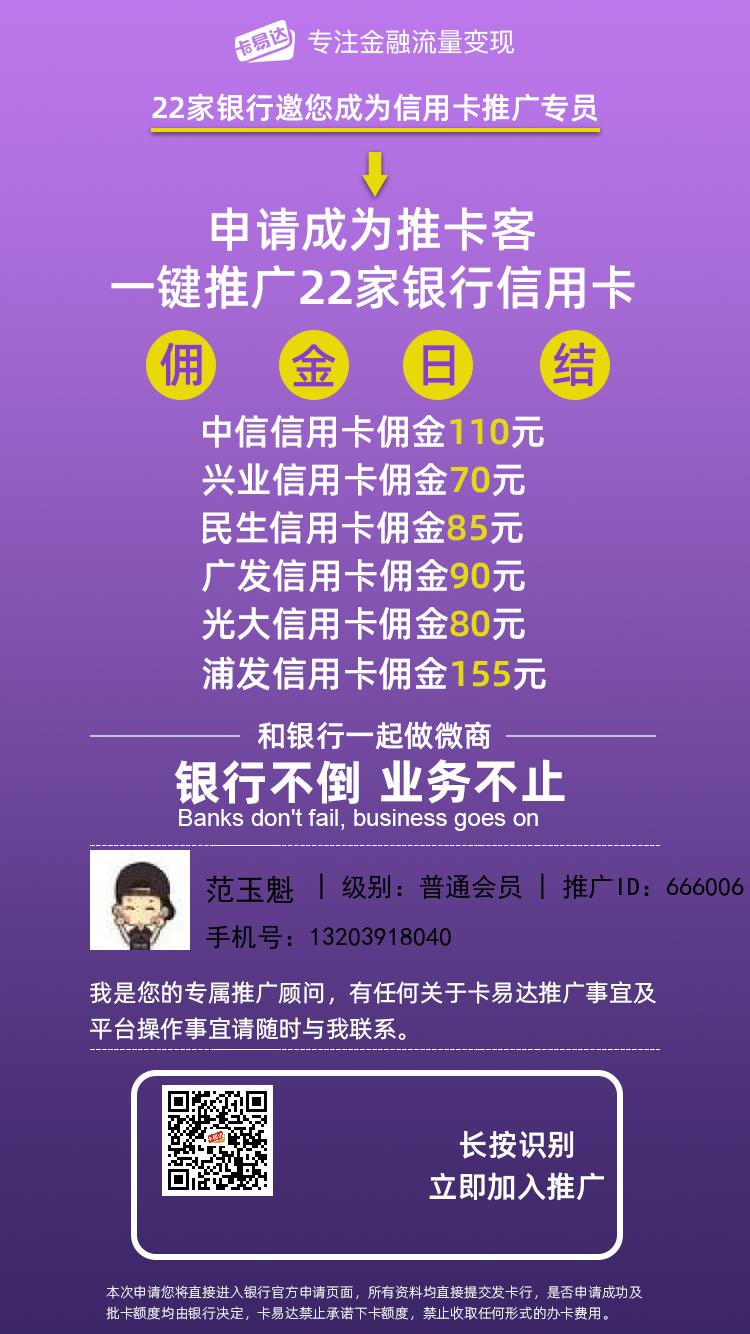 卡易达 专注金融流量变现
22家银行邀您成为信用卡推广专员
申请成为推卡客
一键推广22家银行信用卡
佣 金 日 结
中信信用卡佣金110元
兴业信用卡佣金70元
民生信用卡佣金85元
广发信用卡佣金90元
光大信用卡佣金80元
浦发信用卡佣金155元
和银行一起做微商
银行不倒 业务不止
Banks don't fail, business goes on
范玉魁 | 级别：普通会员 | 推广ID：666006
手机号：13203918040
我是您的专属推广顾问，有任何关于卡易达推广事宜及
平台操作事宜请随时与我联系。
长按识别
立即加入推广
本次申请您将直接进入银行官方申请页面，所有资料均直接提交发卡行，是否申请成功及
批卡额度均由银行决定，卡易达禁止承诺下卡额度，禁止收取任何形式的办卡费用。